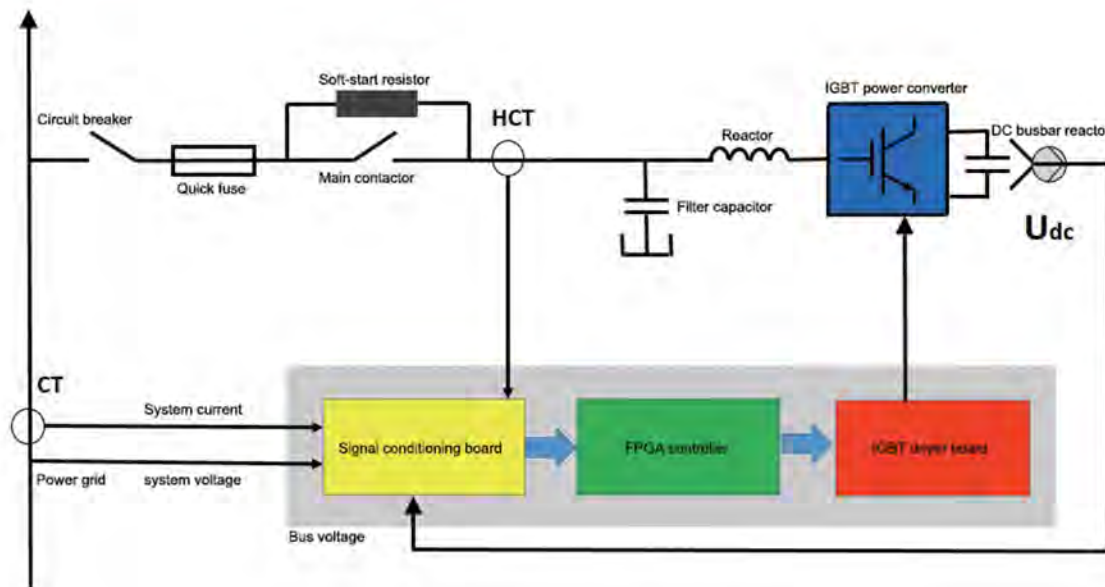 Soft-start resistor
IGBT power converter
Circuit breaker
HCT
Reactor
DC busbar reactor
Quick fuse
Main contactor
Filter capacitor
Udc
CT
System current
Signal conditioning board
FPGA controller
IGBT driver board
Power grid
system voltage
Bus voltage